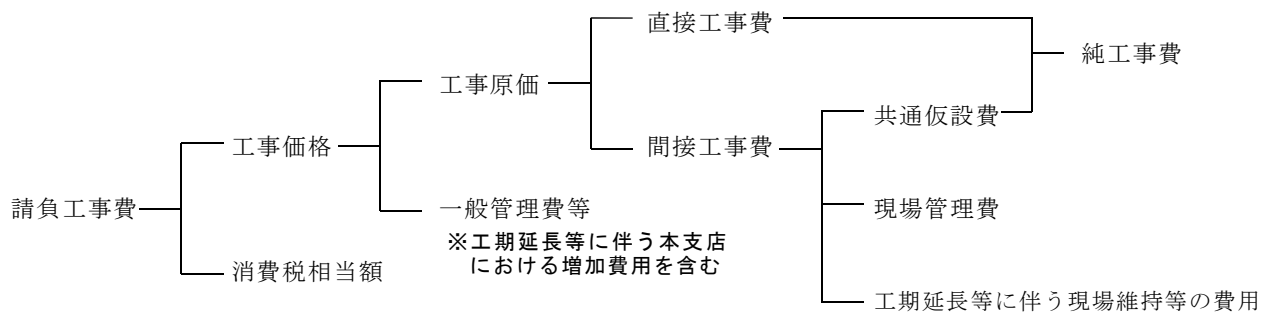 直接工事費
純工事費
工事原価
共通仮設費
工事価格
間接工事費
請負工事費
一般管理費等
現場管理費
※工期延長等に伴う本支店
における増加費用を含む
消費税相当額
工期延長等に伴う現場維持等の費用